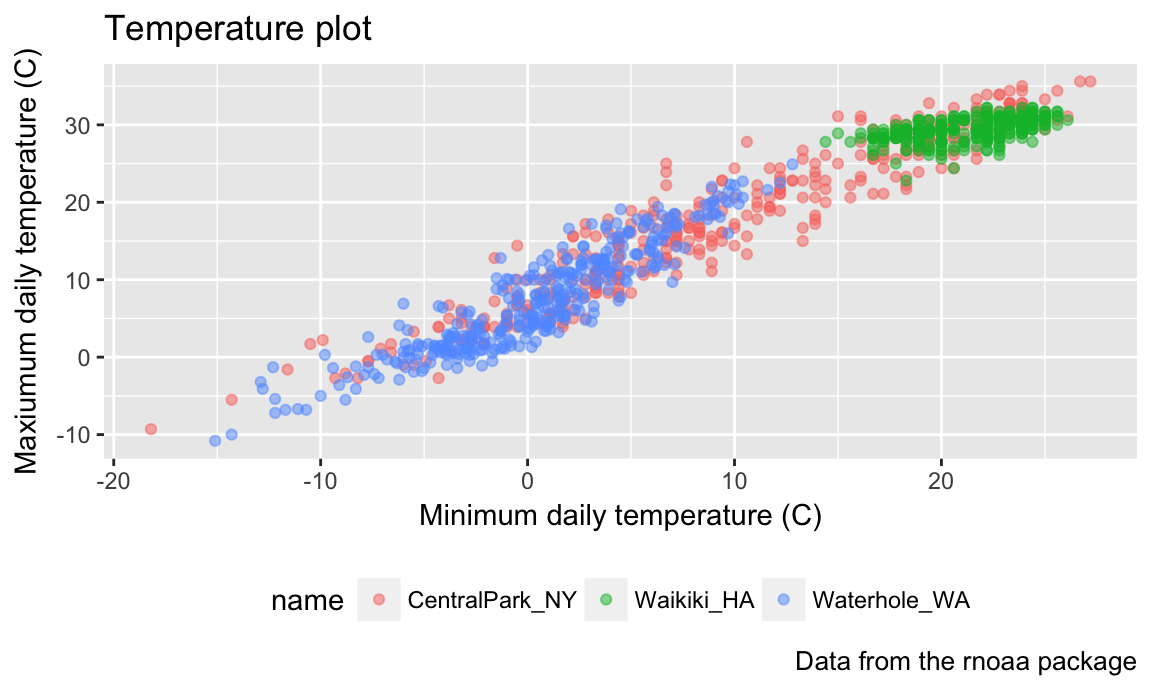 Temperature plot
Maxiumum daily temperature (C)
30
20
10
0
-10
-20 -10 0 10 20
Minimum daily temperature (C)
name CentralPark_NY Waikiki_HA Waterhole_WA
Data from the rnoaa package